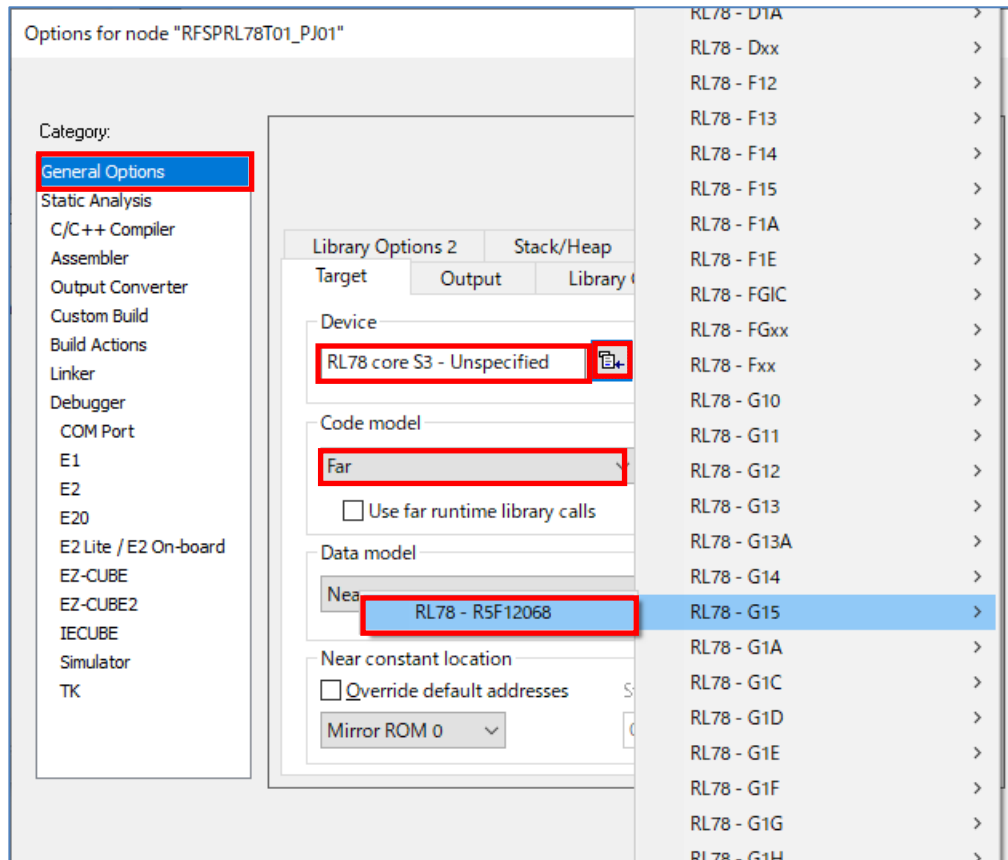 Options for node "RFSPRL78T01_PJ01"
Category:
General Options
Static Analysis
C/C++ Compiler
Assembler
Output Converter
Custom Build
Build Actions
Linker
Debugger
COM Port
E1
E2
E20
E2 Lite / E2 On-board
EZ-CUBE
EZ-CUBE2
IECUBE
Simulator
TK
Library Options 2
Stack/Heap
Target
Output
Library
Device
RL78 core S3 - Unspecified
Code model
Far
Use far runtime library calls
Data model
Nea
RL78 - R5F12068
Near constant location
Override default addresses
Mirror ROM 0
RL78 - D1A
RL78 - Dxx
RL78 - F12
RL78 - F13
RL78 - F14
RL78 - F15
RL78 - F1A
RL78 - F1E
RL78 - FGIC
RL78 - FGxx
RL78 - Fxx
RL78 - G10
RL78 - G11
RL78 - G12
RL78 - G13
RL78 - G13A
RL78 - G14
RL78 - G15
RL78 - G1A
RL78 - G1C
RL78 - G1D
RL78 - G1E
RL78 - G1F
RL78 - G1G
RL78 - G1H